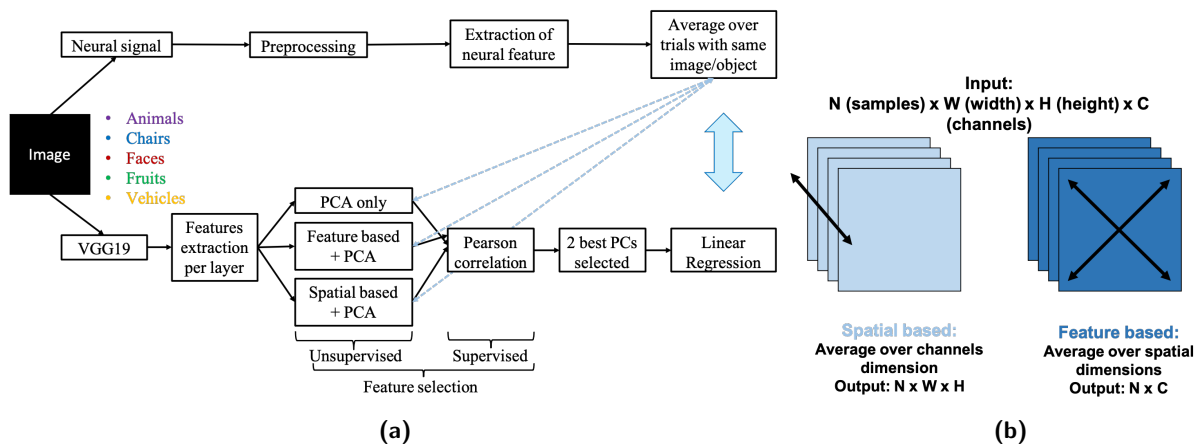 Neural signal
Preprocessing
Extraction of
neural feature
Average over
trials with same
image/object
Image
• Animals
• Chairs
• Faces
• Fruits
• Vehicles
VGG19
Features
extraction
per layer
PCA only
Feature based
+ PCA
Spatial based
+ PCA
Pearson
correlation
2 best PCs
selected
Linear
Regression
Unsupervised
Supervised
Feature selection
(a)
Input:
N (samples) x W (width) x H (height) x C
(channels)
Spatial based:
Average over channels
dimension
Output: N x W x H
Feature based:
Average over spatial
dimensions
Output: N x C
(b)